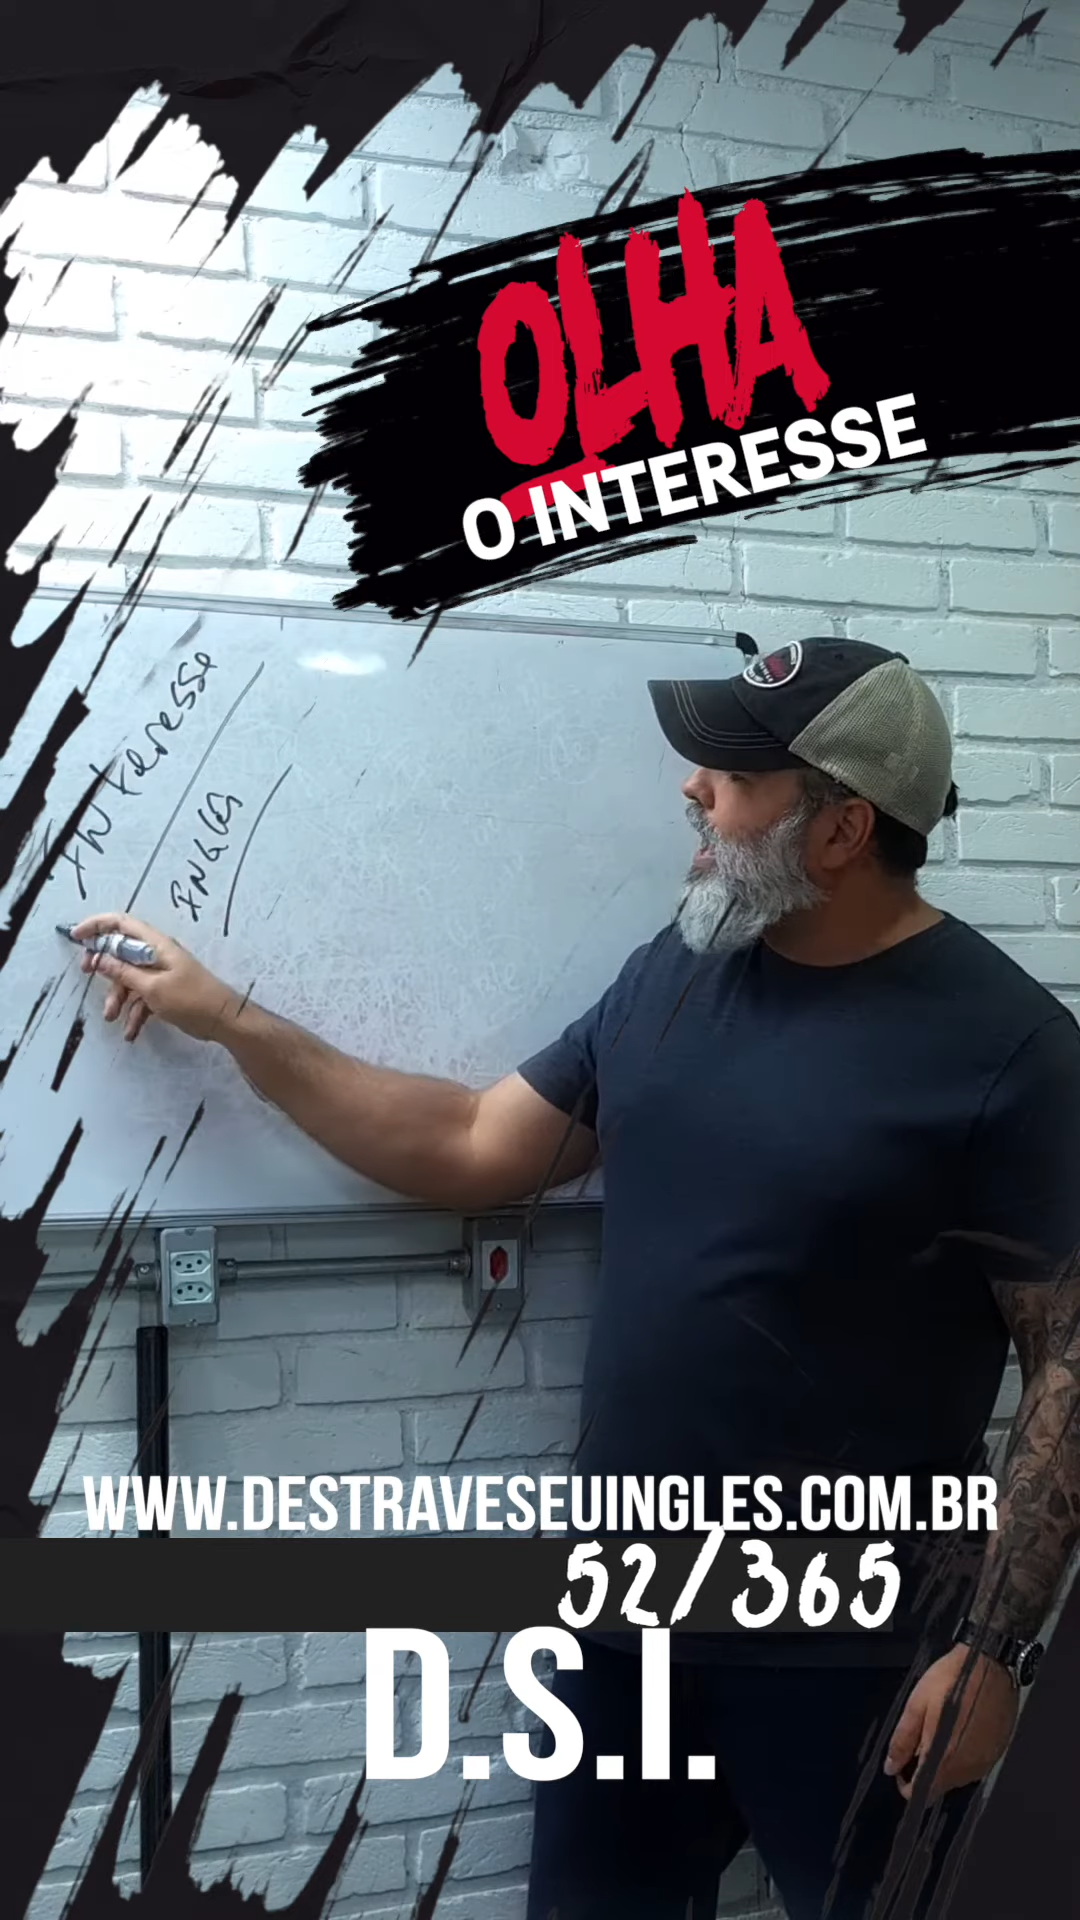 OLHA
O INTERESSE
INteresse
INGLÊS
WWW.DESTRAVESEUINGLES.COM.BR
52/365
D.S.I.